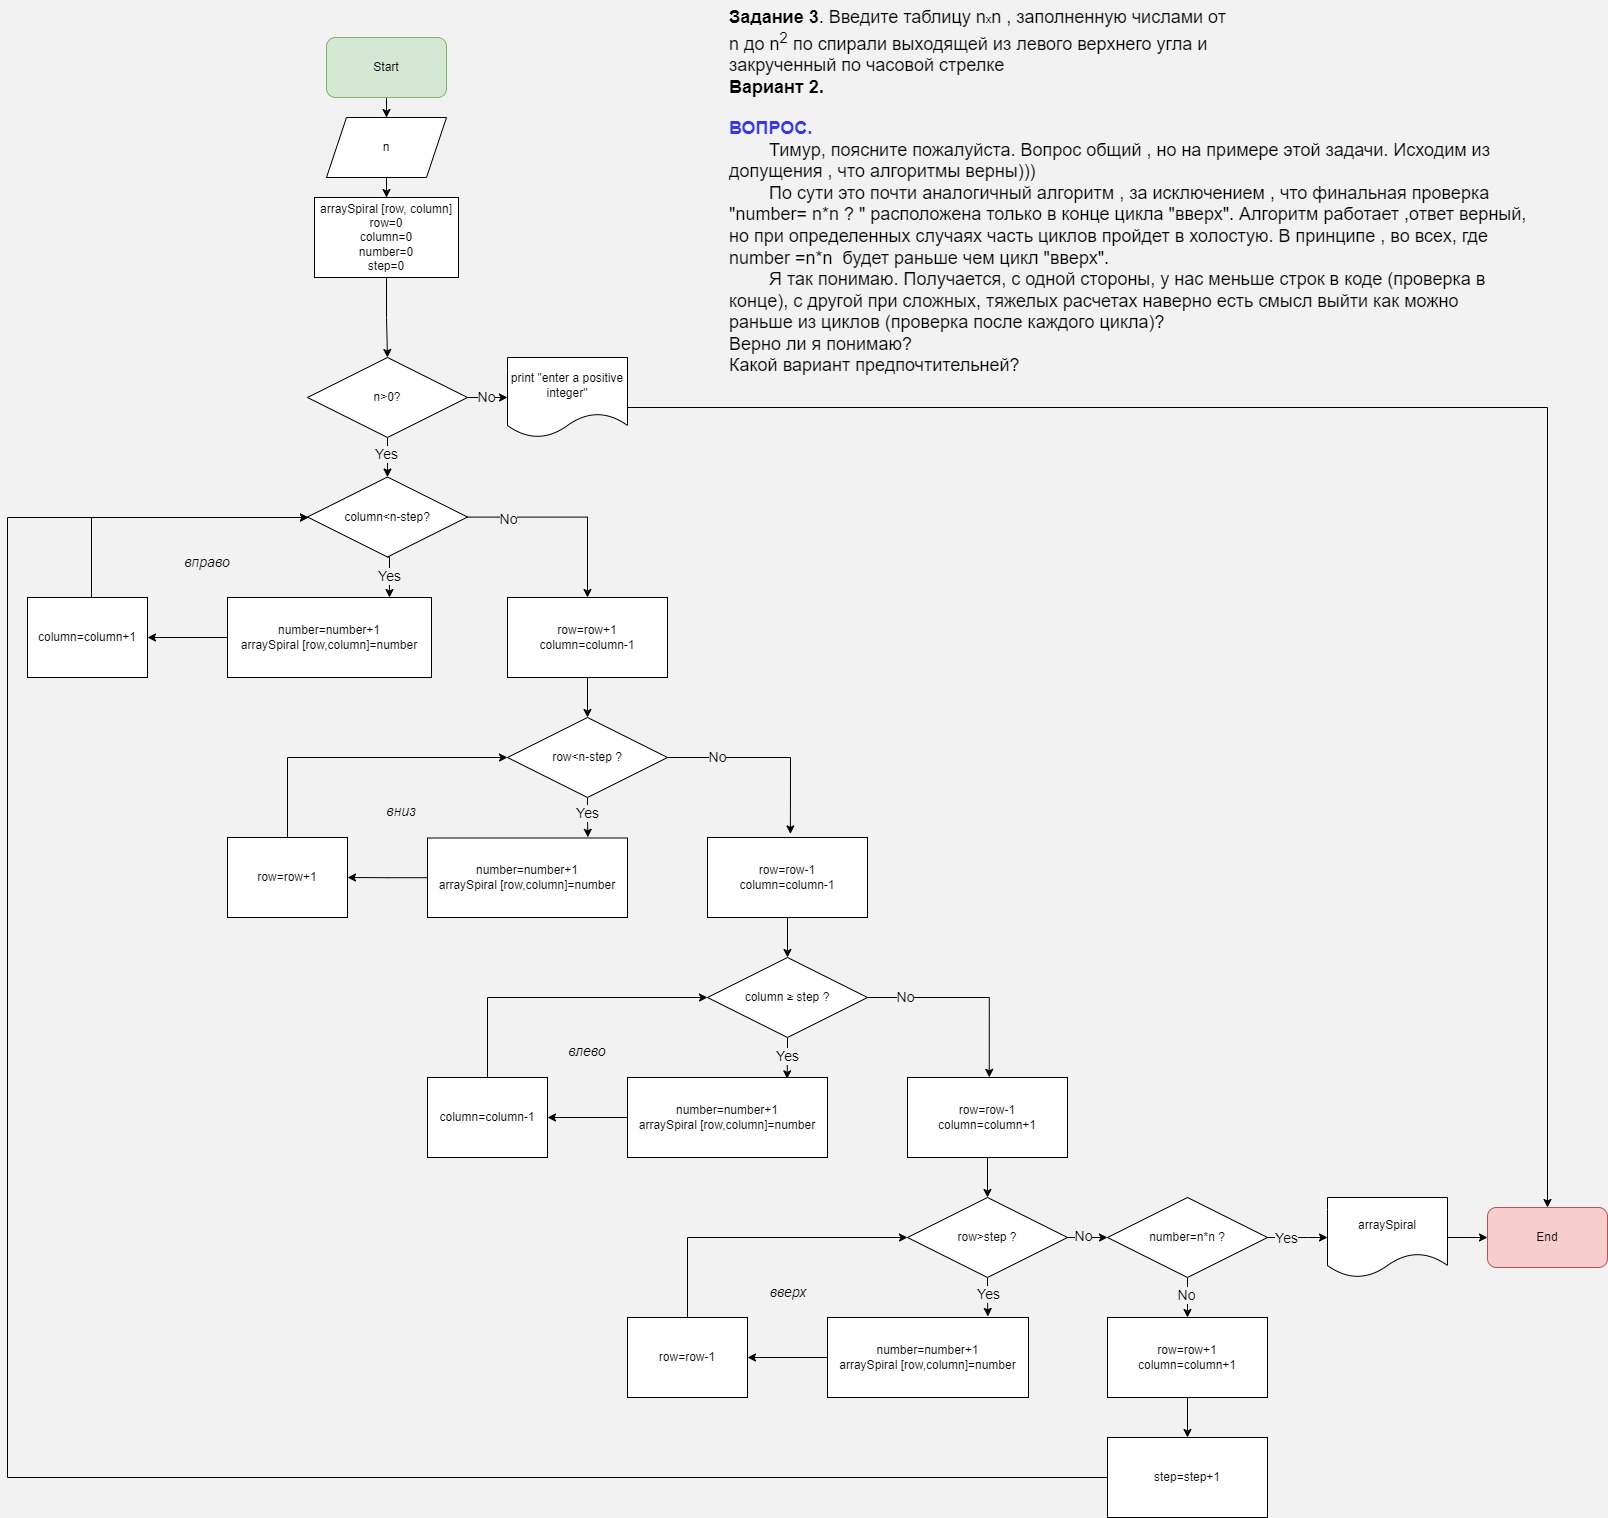 Задание 3. Введите таблицу nxn , заполненную числами от
n до n² по спирали выходящей из левого верхнего угла и
закрученный по часовой стрелке
Вариант 2.
ВОПРОС.
Тимур, поясните пожалуйста. Вопрос общий , но на примере этой задачи. Исходим из
допущения , что алгоритмы верны)))
По сути это почти аналогичный алгоритм , за исключением , что финальная проверка
"number= n*n ? " расположена только в конце цикла "вверх". Алгоритм работает ,ответ верный,
но при определенных случаях часть циклов пройдет в холостую. В принципе , во всех, где
number =n*n будет раньше чем цикл "вверх".
Я так понимаю. Получается, с одной стороны, у нас меньше строк в коде (проверка в
конце), с другой при сложных, тяжелых расчетах наверно есть смысл выйти как можно
раньше из циклов (проверка после каждого цикла)?
Верно ли я понимаю?
Какой вариант предпочтительней?
Start
n
arraySpiral [row, column]
row=0
column=0
number=0
step=0
n>0?
No
print "enter a positive
integer"
Yes
column<n-step?
No
вправо
Yes
column=column+1
number=number+1
arraySpiral [row,column]=number
row=row+1
column=column-1
row<n-step ?
No
вниз
Yes
row=row+1
number=number+1
arraySpiral [row,column]=number
row=row-1
column=column-1
column ≥ step ?
No
влево
Yes
column=column-1
number=number+1
arraySpiral [row,column]=number
row=row-1
column=column+1
row>step ?
No
number=n*n ?
Yes
arraySpiral
End
вверх
Yes
No
row=row-1
number=number+1
arraySpiral [row,column]=number
row=row+1
column=column+1
step=step+1